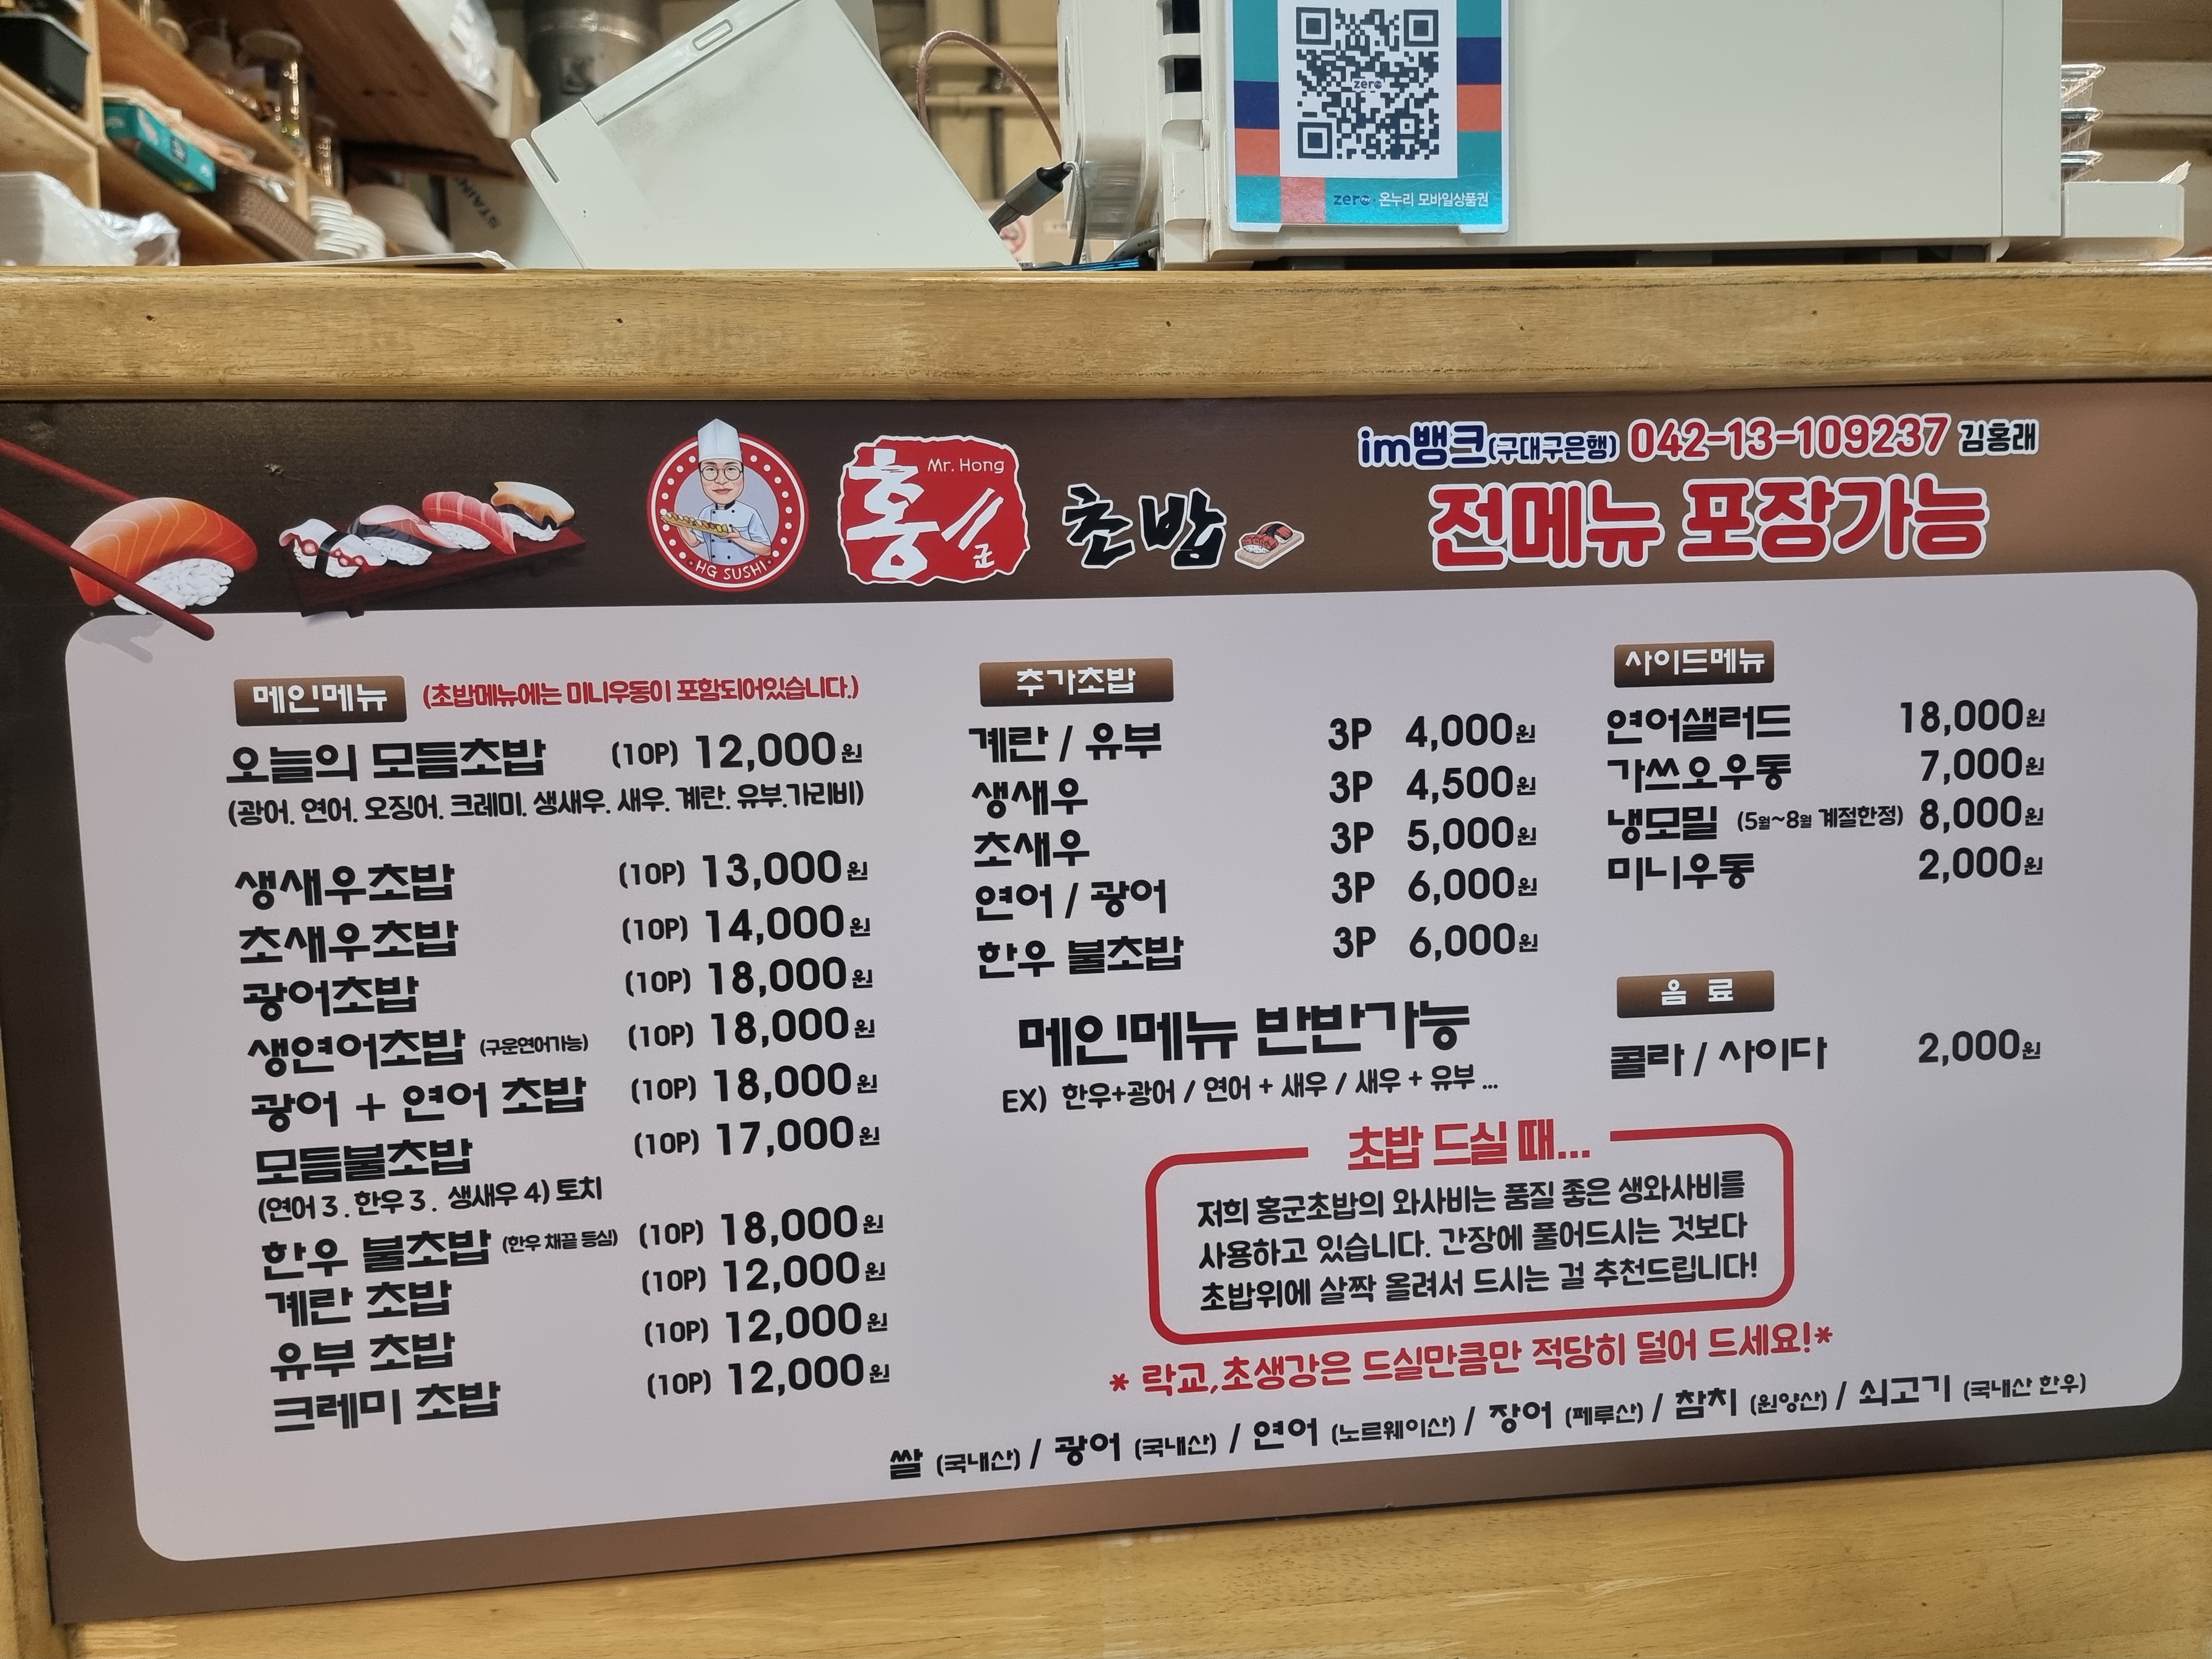 zero
zero pay 온누리 모바일상품권
STAIN
im뱅크(구대구은행) 042-13-109237 김홍래
전메뉴 포장가능
HG SUSHI
홍군 Mr. Hong
초밥
메인메뉴 (초밥메뉴에는 미니우동이 포함되어있습니다.)
오늘의 모듬초밥 (10P) 12,000원
(광어. 연어. 오징어. 크레미. 생새우. 새우. 계란. 유부.가리비)
생새우초밥 (10P) 13,000원
초새우초밥 (10P) 14,000원
광어초밥 (10P) 18,000원
생연어초밥 (구운연어가능) (10P) 18,000원
광어 + 연어 초밥 (10P) 18,000원
모듬불초밥 (10P) 17,000원
(연어 3 . 한우 3 . 생새우 4) 토치
한우 불초밥 (한우 채끝 등심) (10P) 18,000원
계란 초밥 (10P) 12,000원
유부 초밥 (10P) 12,000원
크레미 초밥 (10P) 12,000원
추가초밥
계란 / 유부 3P 4,000원
생새우 3P 4,500원
초새우 3P 5,000원
연어 / 광어 3P 6,000원
한우 불초밥 3P 6,000원
메인메뉴 반반가능
EX) 한우+광어 / 연어 + 새우 / 새우 + 유부 ...
사이드메뉴
연어샐러드 18,000원
가쓰오우동 7,000원
냉모밀 (5월~8월 계절한정) 8,000원
미니우동 2,000원
음 료
콜라 / 사이다 2,000원
초밥 드실 때...
저희 홍군초밥의 와사비는 품질 좋은 생와사비를
사용하고 있습니다. 간장에 풀어드시는 것보다
초밥위에 살짝 올려서 드시는 걸 추천드립니다!
* 락교,초생강은 드실만큼만 적당히 덜어 드세요!*
쌀 (국내산) / 광어 (국내산) / 연어 (노르웨이산) / 장어 (페루산) / 참치 (원양산) / 쇠고기 (국내산 한우)